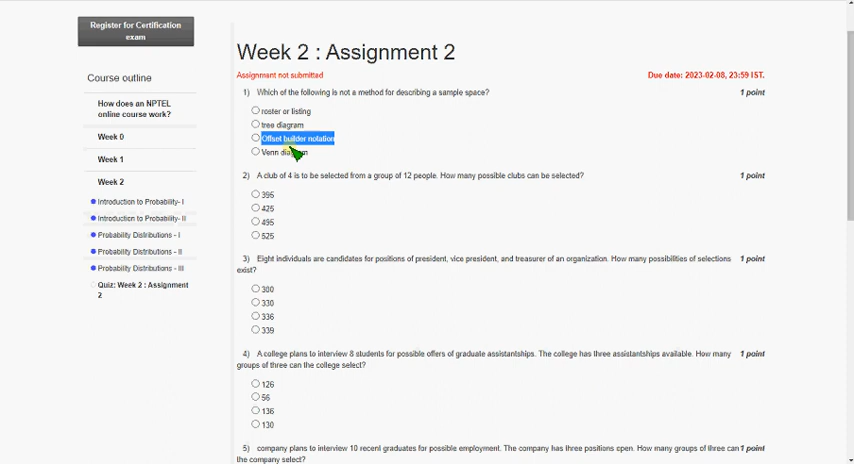 Register for Certification
exam
Course outline
How does an NPTEL
online course work?
Week 0
Week 1
Week 2
Introduction to Probability- I
Introduction to Probability- II
Probability Distributions - I
Probability Distributions - II
Probability Distributions - III
Quiz: Week 2 : Assignment
2
Week 2 : Assignment 2
Assignment not submitted
Due date: 2023-02-08, 23:59 IST.
1) Which of the following is not a method for describing a sample space? 1 point
roster or listing
tree diagram
Offset builder notation
Venn diagram
2) A club of 4 is to be selected from a group of 12 people. How many possible clubs can be selected? 1 point
395
425
495
525
3) Eight individuals are candidates for positions of president, vice president, and treasurer of an organization. How many possibilities of selections 1 point
exist?
300
330
336
339
4) A college plans to interview 8 students for possible offers of graduate assistantships. The college has three assistantships available. How many 1 point
groups of three can the college select?
126
56
136
130
5) company plans to interview 10 recent graduates for possible employment. The company has three positions open. How many groups of three can 1 point
the company select?